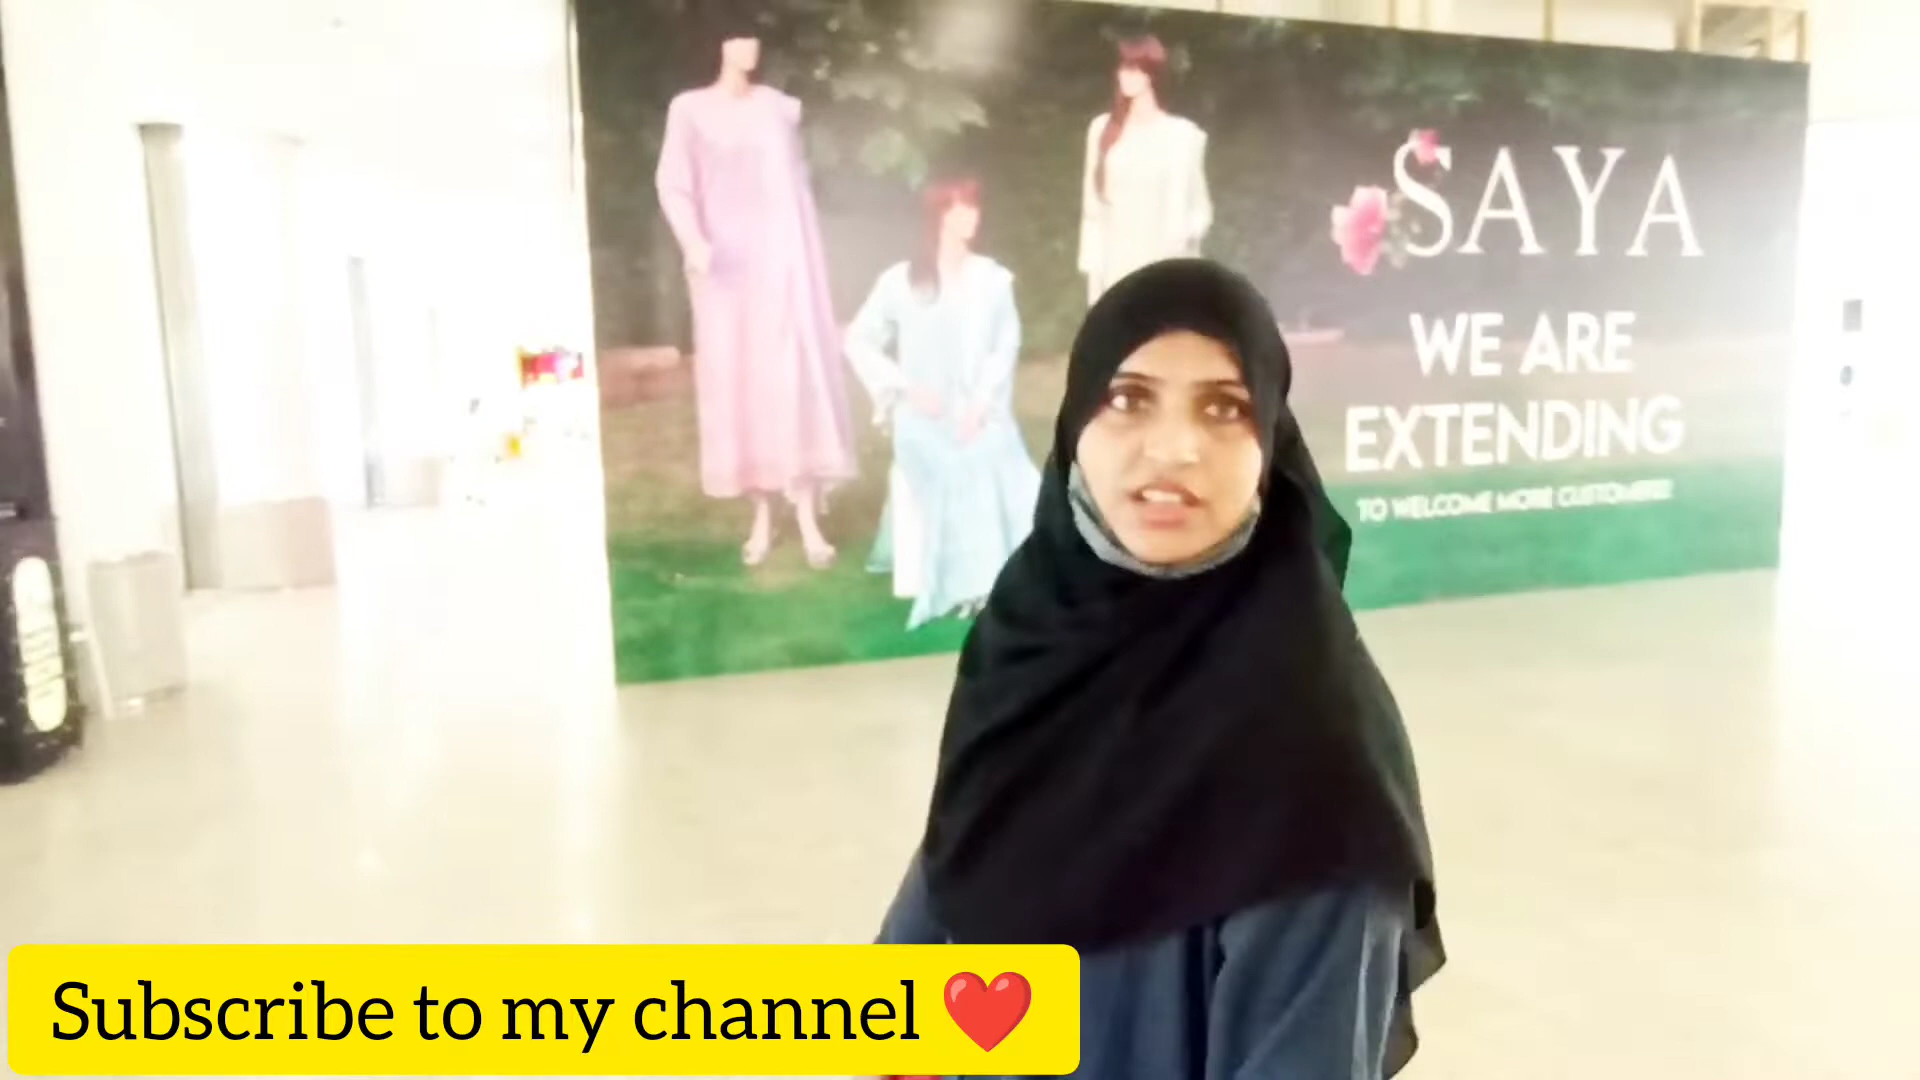 SAYA
WE ARE
EXTENDING
TO WELCOME MORE CUSTOMERS!
Subscribe to my channel ❤️